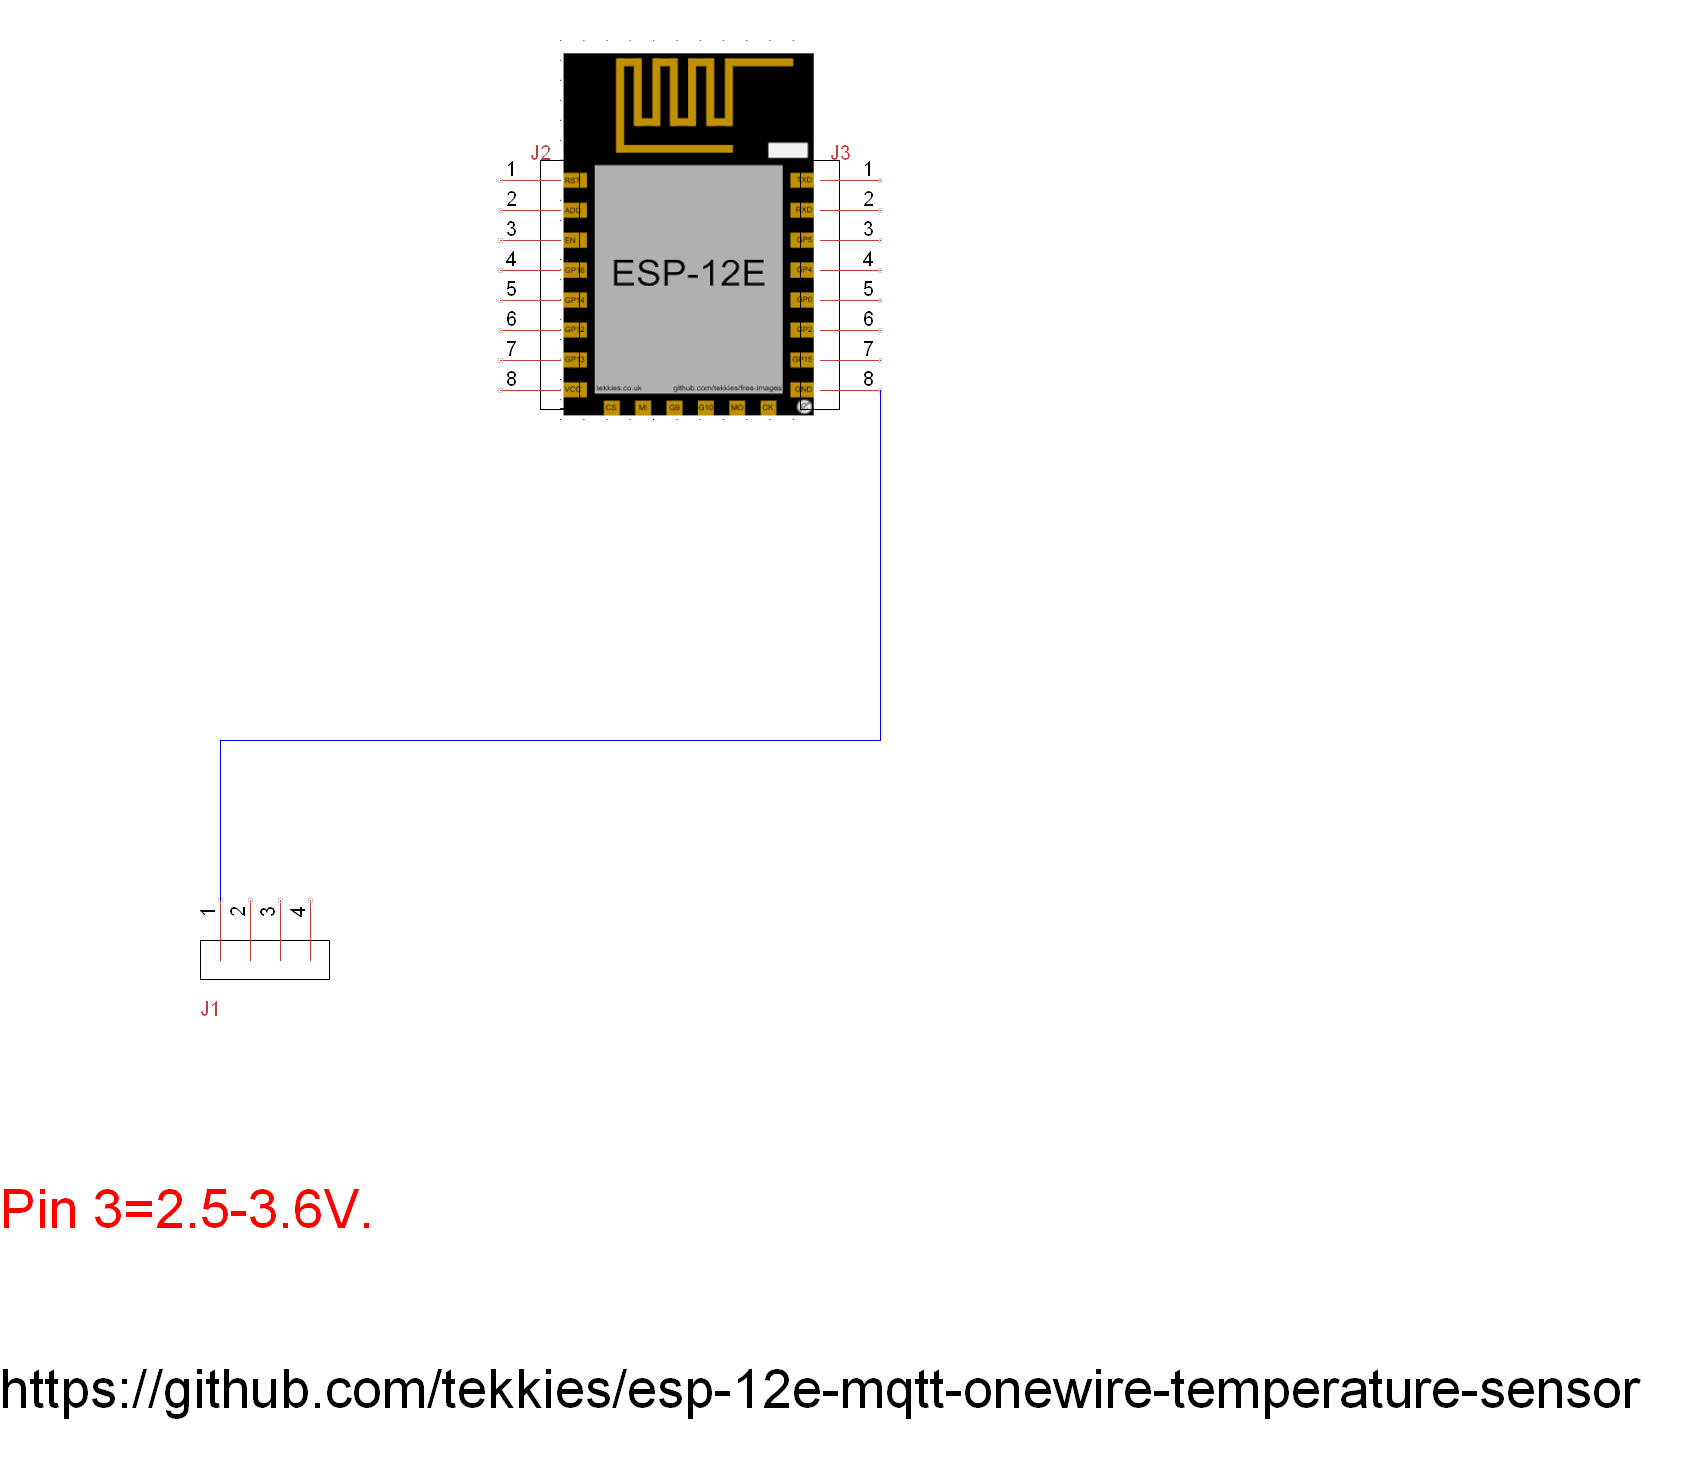 J2
J3
1
1
RST
TXD
2
2
ADC
RXD
3
3
EN
GP5
4
4
GP16
GP4
ESP-12E
5
5
GP14
GP0
6
6
GP12
GP2
7
7
GP13
GP15
8
8
VCC
GND
tekkies.co.uk
github.com/tekkies/free-images
CS MI G9 G10 MO CK
1 2 3 4
J1
Pin 3=2.5-3.6V.
https://github.com/tekkies/esp-12e-mqtt-onewire-temperature-sensor